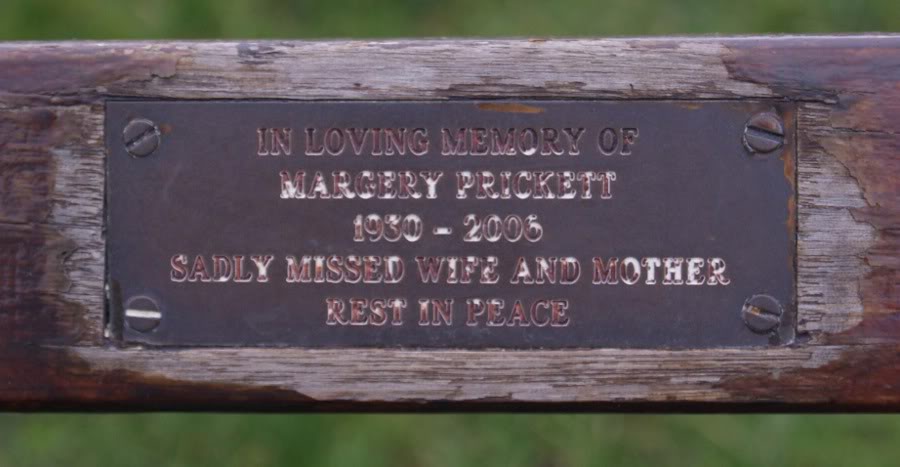 IN LOVING MEMORY OF
MARGERY PRICKETT
1930 - 2006
SADLY MISSED WIFE AND MOTHER
REST IN PEACE